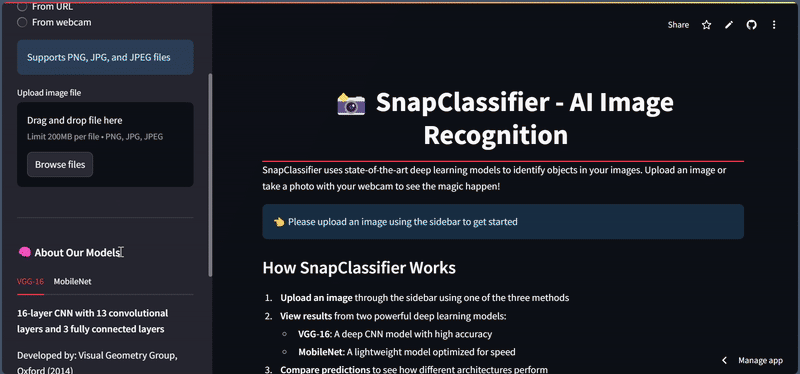 From URL
From webcam
Supports PNG, JPG, and JPEG files
Upload image file
Drag and drop file here
Limit 200MB per file • PNG, JPG, JPEG
Browse files
🧠 About Our Models
VGG-16 MobileNet
16-layer CNN with 13 convolutional
layers and 3 fully connected layers
Developed by: Visual Geometry Group,
Oxford (2014)
Share
📸 SnapClassifier - AI Image
Recognition
SnapClassifier uses state-of-the-art deep learning models to identify objects in your images. Upload an image or
take a photo with your webcam to see the magic happen!
👈 Please upload an image using the sidebar to get started
How SnapClassifier Works
1. Upload an image through the sidebar using one of the three methods
2. View results from two powerful deep learning models:
◦ VGG-16: A deep CNN model with high accuracy
◦ MobileNet: A lightweight model optimized for speed
3. Compare predictions to see how different architectures perform
Manage app